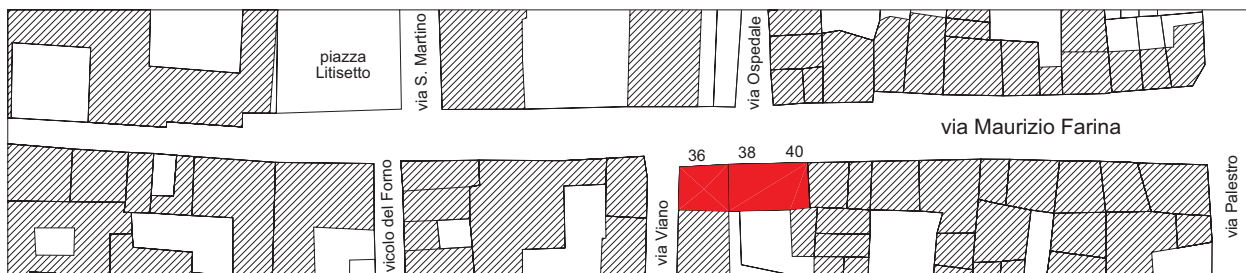 piazza
Litisetto
via S. Martino
via Ospedale
via Maurizio Farina
36 38 40
vicolo del Forno
via Viano
via Palestro